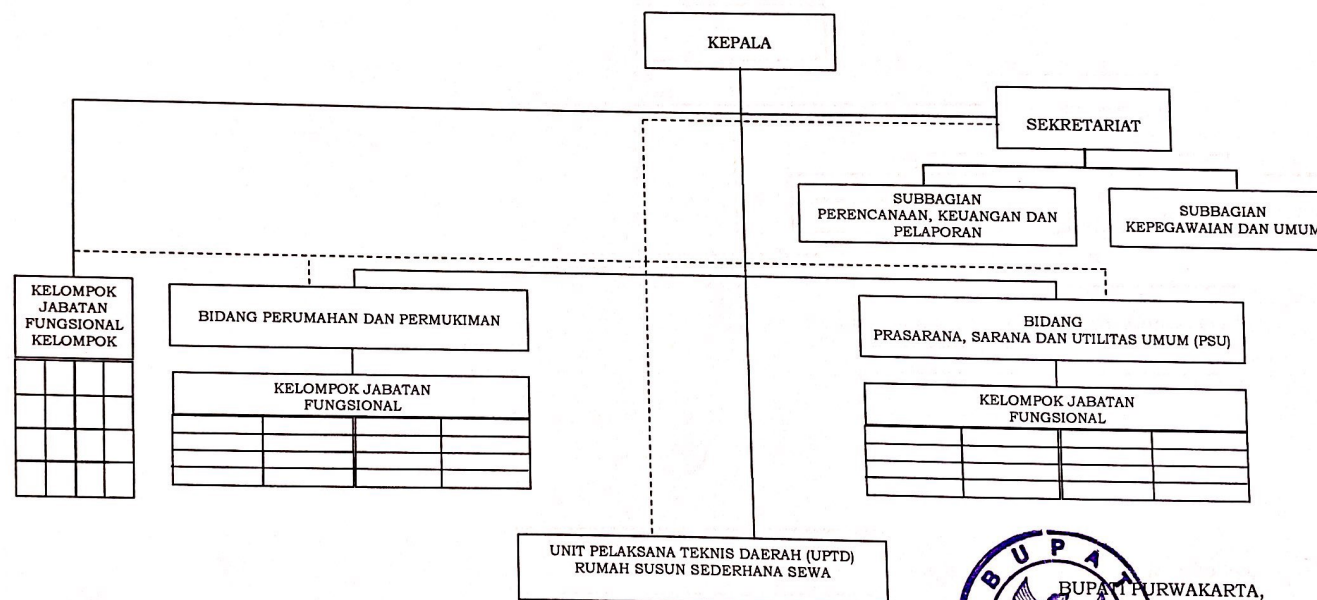 KEPALA
SEKRETARIAT
SUBBAGIAN
PERENCANAAN, KEUANGAN DAN
PELAPORAN
SUBBAGIAN
KEPEGAWAIAN DAN UMUM
KELOMPOK
JABATAN
FUNGSIONAL
KELOMPOK
BIDANG PERUMAHAN DAN PERMUKIMAN
BIDANG
PRASARANA, SARANA DAN UTILITAS UMUM (PSU)
KELOMPOK JABATAN
FUNGSIONAL
KELOMPOK JABATAN
FUNGSIONAL
UNIT PELAKSANA TEKNIS DAERAH (UPTD)
RUMAH SUSUN SEDERHANA SEWA
BUPAT
BUPATI PURWAKARTA,